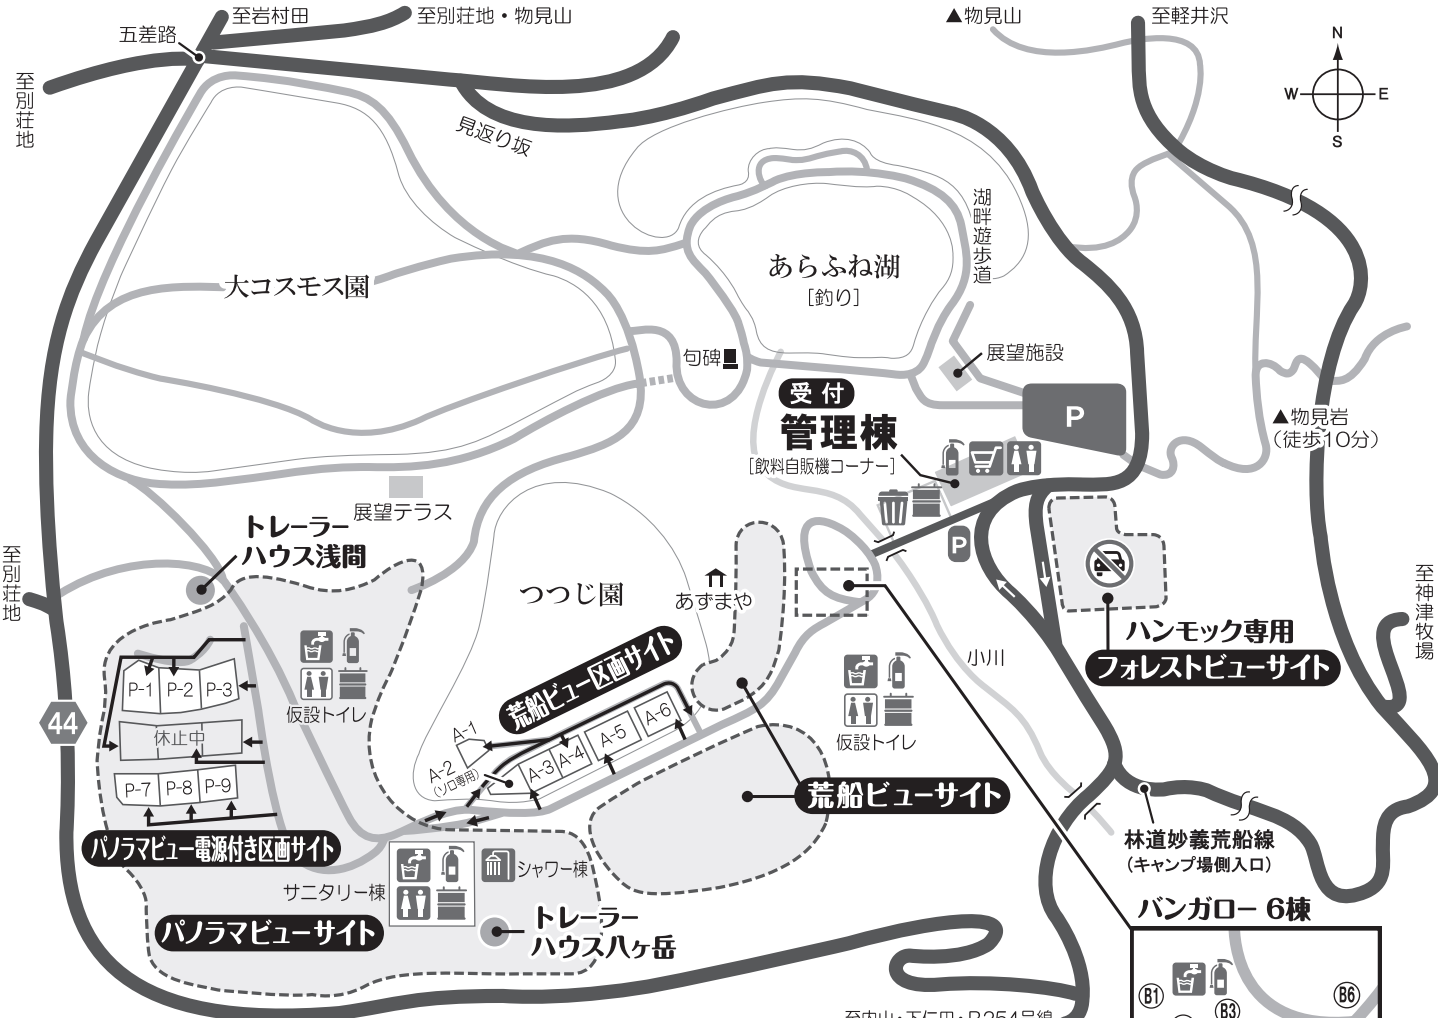 至岩村田
至別荘地・物見山
▲物見山
至軽井沢
五差路
N
W
E
S
至別荘地
見返り坂
湖畔遊歩道
あらふね湖
[釣り]
大コスモス園
句碑
展望施設
受付
管理棟
[飲料自販機コーナー]
P
▲物見岩
(徒歩10分)
展望テラス
トレーラー
ハウス浅間
P
至別荘地
つつじ園
あずまや
至神津牧場
ハンモック専用
フォレストビューサイト
小川
荒船ビュー区画サイト
P-1
P-2
P-3
仮設トイレ
44
休止中
A-1
A-2
(ソロ専用)
A-3
A-4
A-5
A-6
仮設トイレ
P-7
P-8
P-9
荒船ビューサイト
パノラマビュー電源付き区画サイト
林道妙義荒船線
(キャンプ場側入口)
サニタリー棟
シャワー棟
パノラマビューサイト
トレーラー
ハウス八ヶ岳
バンガロー 6棟
B1
B3
B6
至内山・下仁田・R254号線